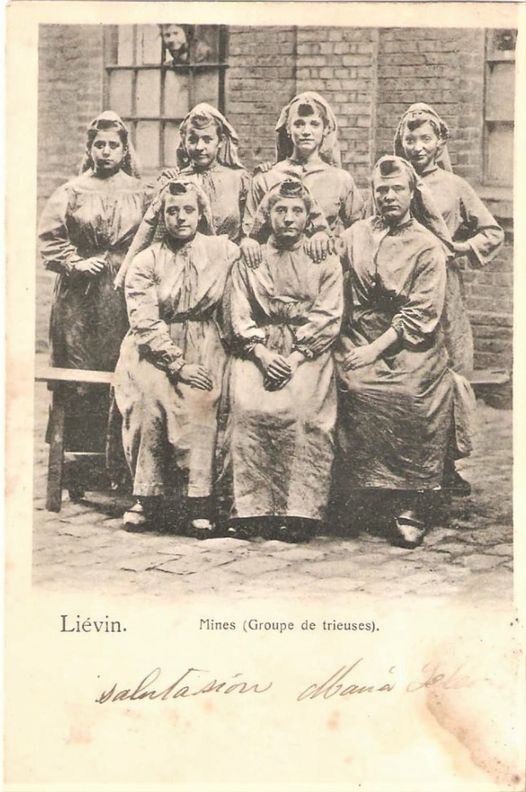 Liévin. Mines (Groupe de trieuses).
salutasión María